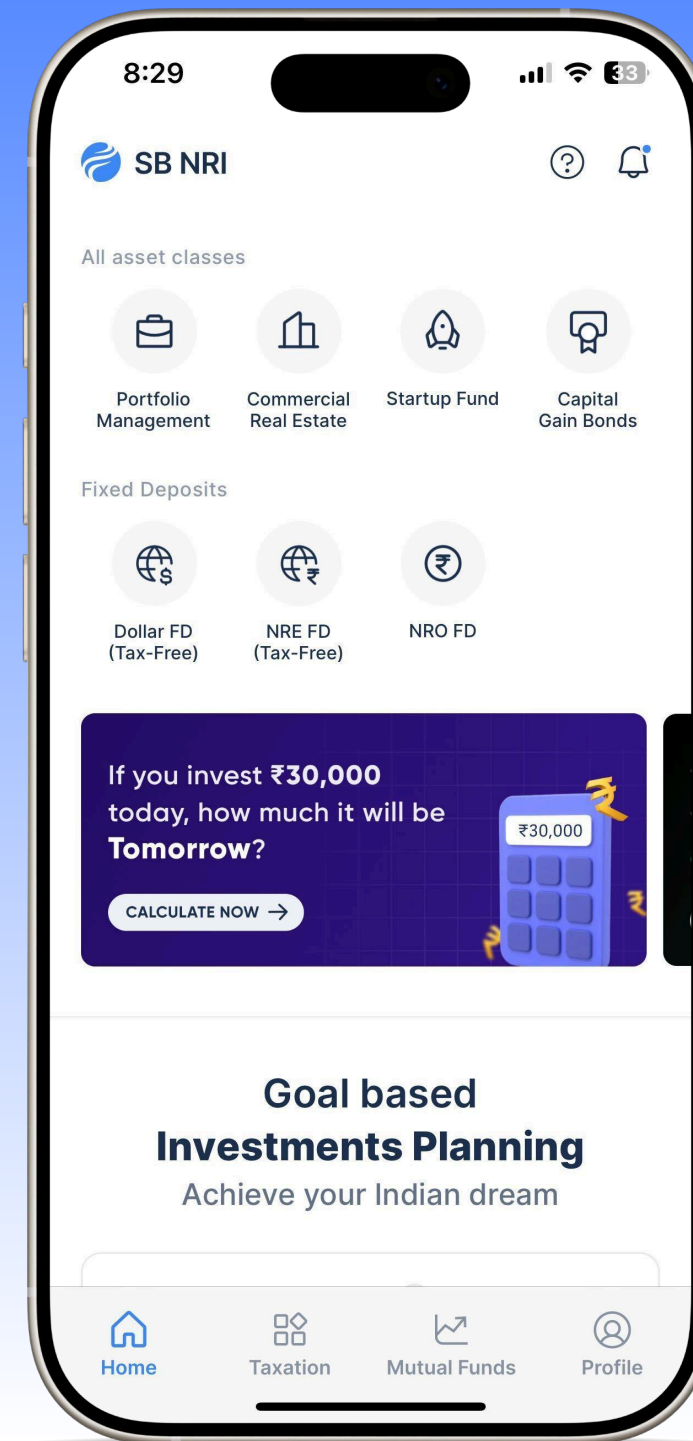 8:29
33
SB NRI
All asset classes
Portfolio
Management
Commercial
Real Estate
Startup Fund
Capital
Gain Bonds
Fixed Deposits
Dollar FD
(Tax-Free)
NRE FD
(Tax-Free)
NRO FD
If you invest ₹30,000
today, how much it will be
Tomorrow?
₹30,000
CALCULATE NOW →
Goal based
Investments Planning
Achieve your Indian dream
Home
Taxation
Mutual Funds
Profile